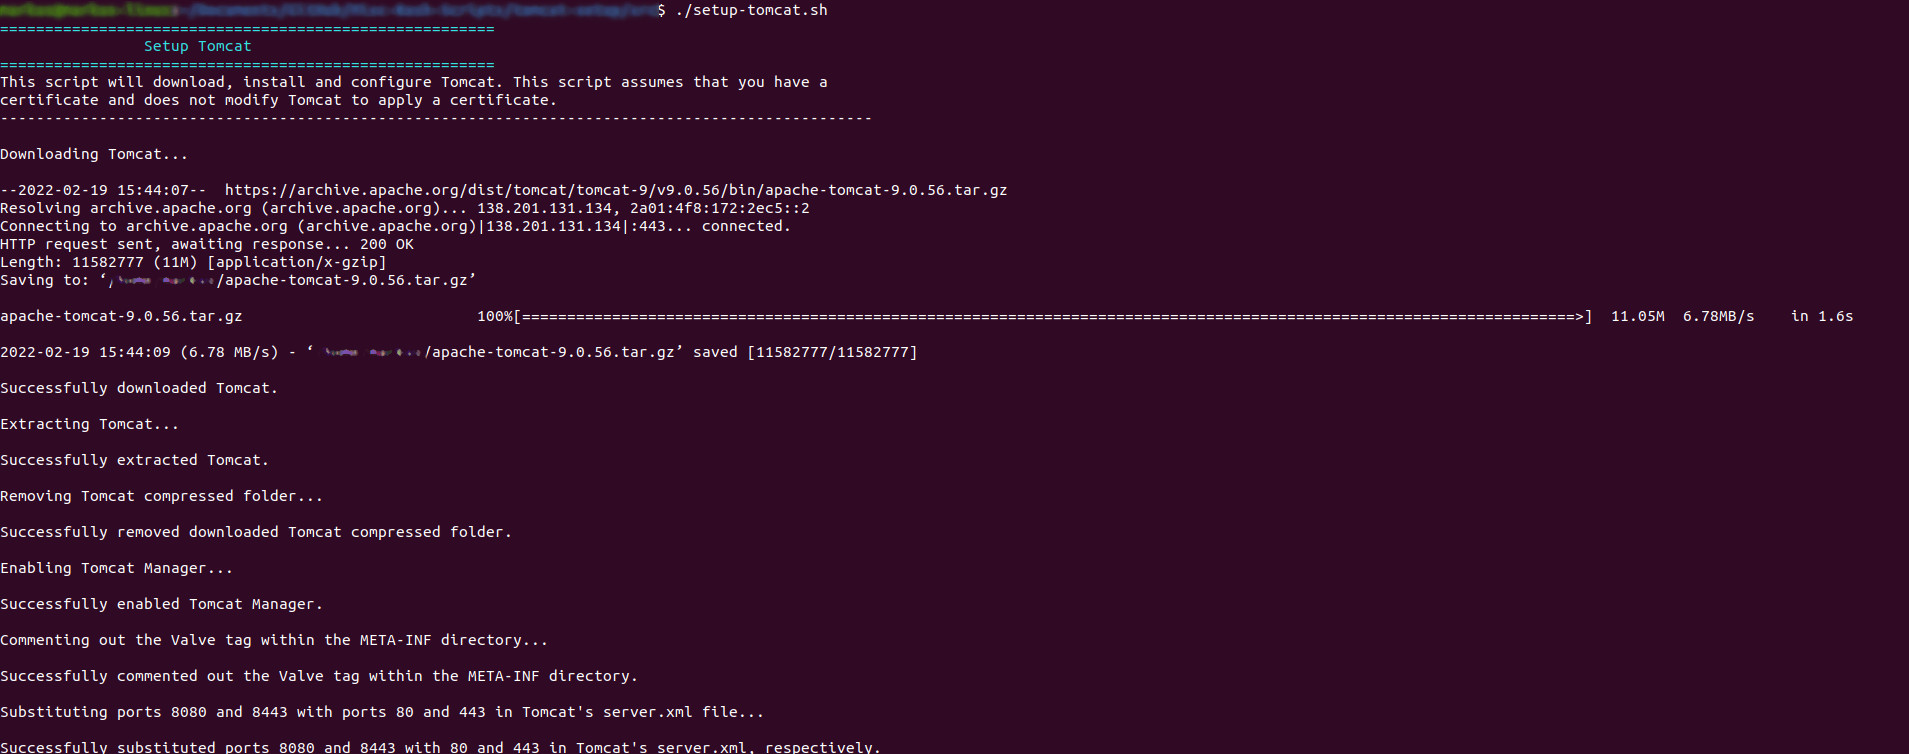 $ ./setup-tomcat.sh
=======================================================
Setup Tomcat
=======================================================
This script will download, install and configure Tomcat. This script assumes that you have a
certificate and does not modify Tomcat to apply a certificate.
-------------------------------------------------------------------------------------------------
Downloading Tomcat...
--2022-02-19 15:44:07--  https://archive.apache.org/dist/tomcat/tomcat-9/v9.0.56/bin/apache-tomcat-9.0.56.tar.gz
Resolving archive.apache.org (archive.apache.org)... 138.201.131.134, 2a01:4f8:172:2ec5::2
Connecting to archive.apache.org (archive.apache.org)|138.201.131.134|:443... connected.
HTTP request sent, awaiting response... 200 OK
Length: 11582777 (11M) [application/x-gzip]
Saving to: ‘/ /apache-tomcat-9.0.56.tar.gz’
apache-tomcat-9.0.56.tar.gz 100%[=====================================================================================================================>] 11.05M 6.78MB/s in 1.6s
2022-02-19 15:44:09 (6.78 MB/s) - ‘ /apache-tomcat-9.0.56.tar.gz’ saved [11582777/11582777]
Successfully downloaded Tomcat.
Extracting Tomcat...
Successfully extracted Tomcat.
Removing Tomcat compressed folder...
Successfully removed downloaded Tomcat compressed folder.
Enabling Tomcat Manager...
Successfully enabled Tomcat Manager.
Commenting out the Valve tag within the META-INF directory...
Successfully commented out the Valve tag within the META-INF directory.
Substituting ports 8080 and 8443 with ports 80 and 443 in Tomcat's server.xml file...
Successfully substituted ports 8080 and 8443 with 80 and 443 in Tomcat's server.xml, respectively.